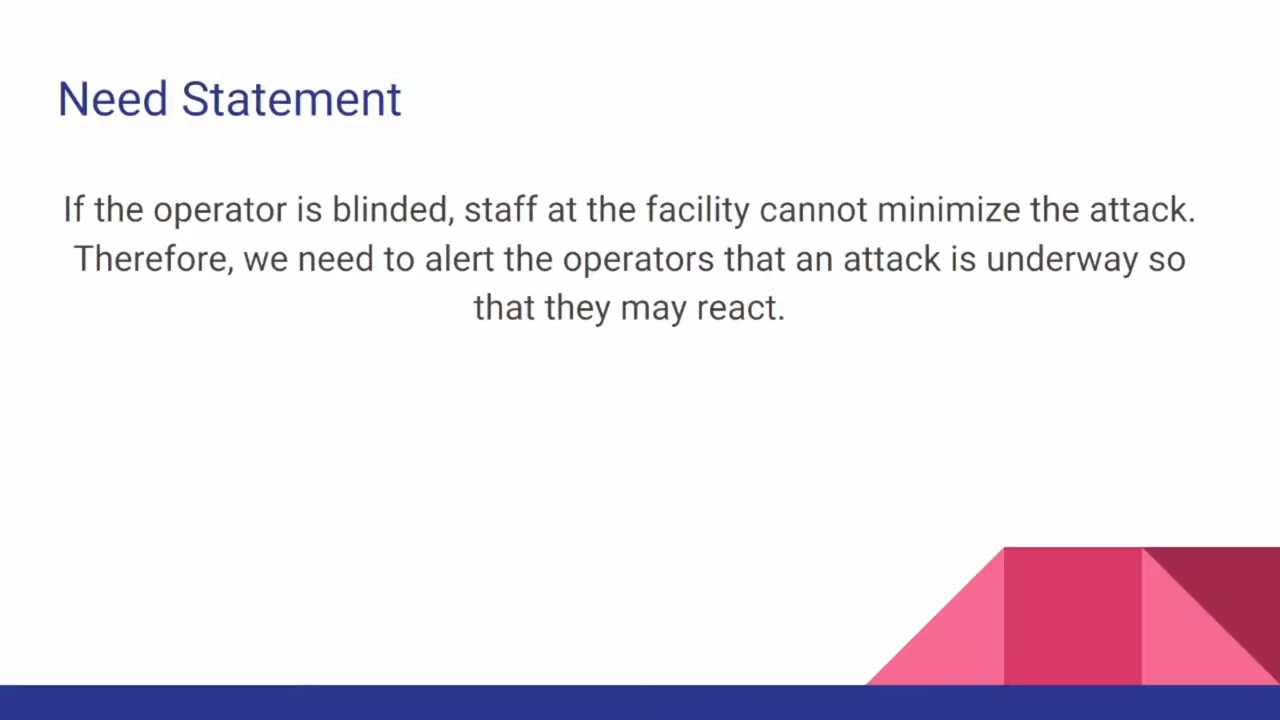 Need Statement
If the operator is blinded, staff at the facility cannot minimize the attack.
Therefore, we need to alert the operators that an attack is underway so
that they may react.